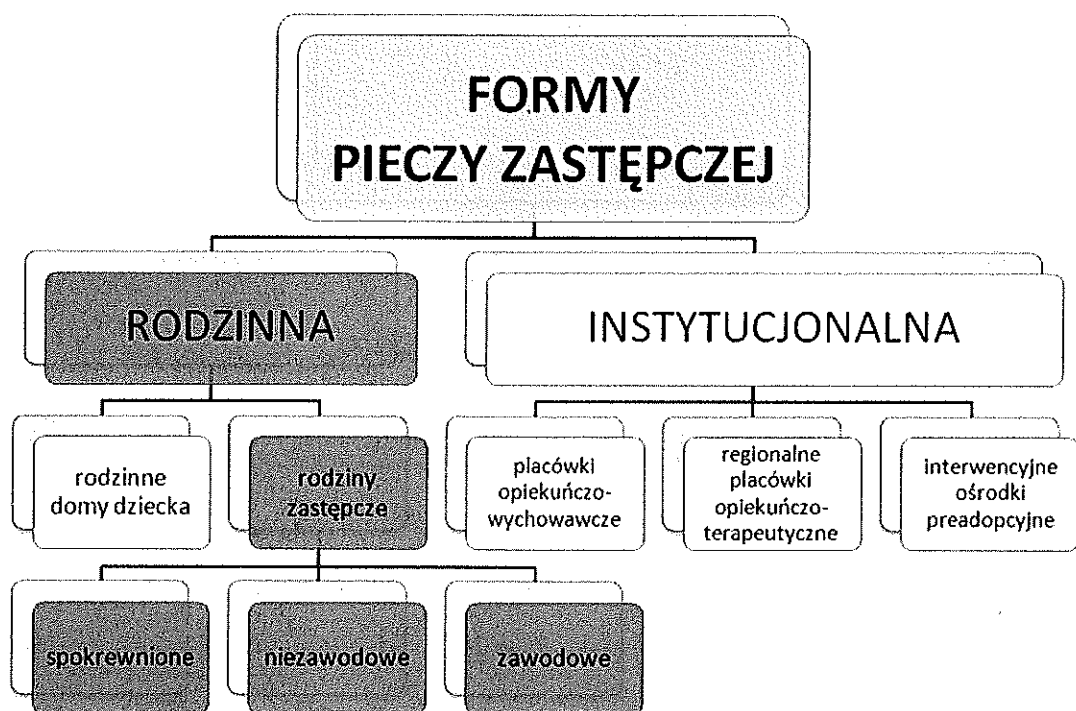 FORMY
PIECZY ZASTĘPCZEJ
RODZINNA
INSTYTUCJONALNA
rodzinne
domy dziecka
rodziny
zastępcze
placówki
opiekuńczo-
wychowawcze
regionalne
placówki
opiekuńczo-
terapeutyczne
interwencyjne
ośrodki
preadopcyjne
spokrewnione
niezawodowe
zawodowe